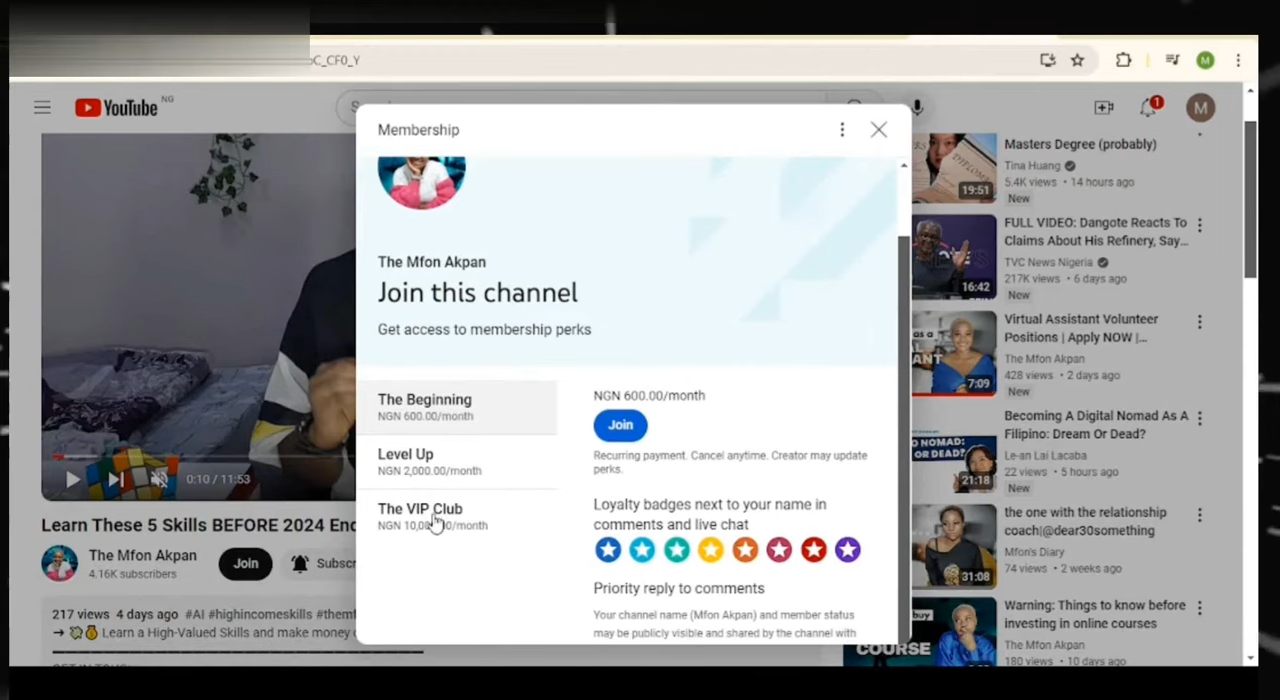 C_CF0_Y
M
YouTube NG
1
M
Membership
The Mfon Akpan
Join this channel
Get access to membership perks
The Beginning
NGN 600.00/month
Level Up
NGN 2,000.00/month
The VIP Club
/month
NGN 600.00/month
Join
Recurring payment. Cancel anytime. Creator may update
perks.
Loyalty badges next to your name in
comments and live chat
Priority reply to comments
Your channel name (Mfon Akpan) and member status
may be publicly visible and shared by the channel with
0:10 / 11:53
Learn These 5 Skills BEFORE 2024
The Mfon Akpan
4.16K subscribers
Join
217 views 4 days ago #AI #highincomeskills
→ Learn a High-Valued Skills and make money
Masters Degree (probably)
Tina Huang
5.4K views • 14 hours ago
New
19:51
FULL VIDEO: Dangote Reacts To
Claims About His Refinery, Say...
TVC News Nigeria
217K views • 6 days ago
New
16:42
Virtual Assistant Volunteer
Positions | Apply NOW |...
The Mfon Akpan
428 views • 2 days ago
New
7:09
Becoming A Digital Nomad As A
Filipino: Dream Or Dead?
Le-an Lai Lacaba
22 views • 5 hours ago
New
NOMAD:
OR DEAD?
21:18
the one with the relationship
coach!@dear30something
Mfon's Diary
74 views • 2 weeks ago
31:08
Warning: Things to know before
investing in online courses
The Mfon Akpan
180 views • 10 days ago
buy
COURSE